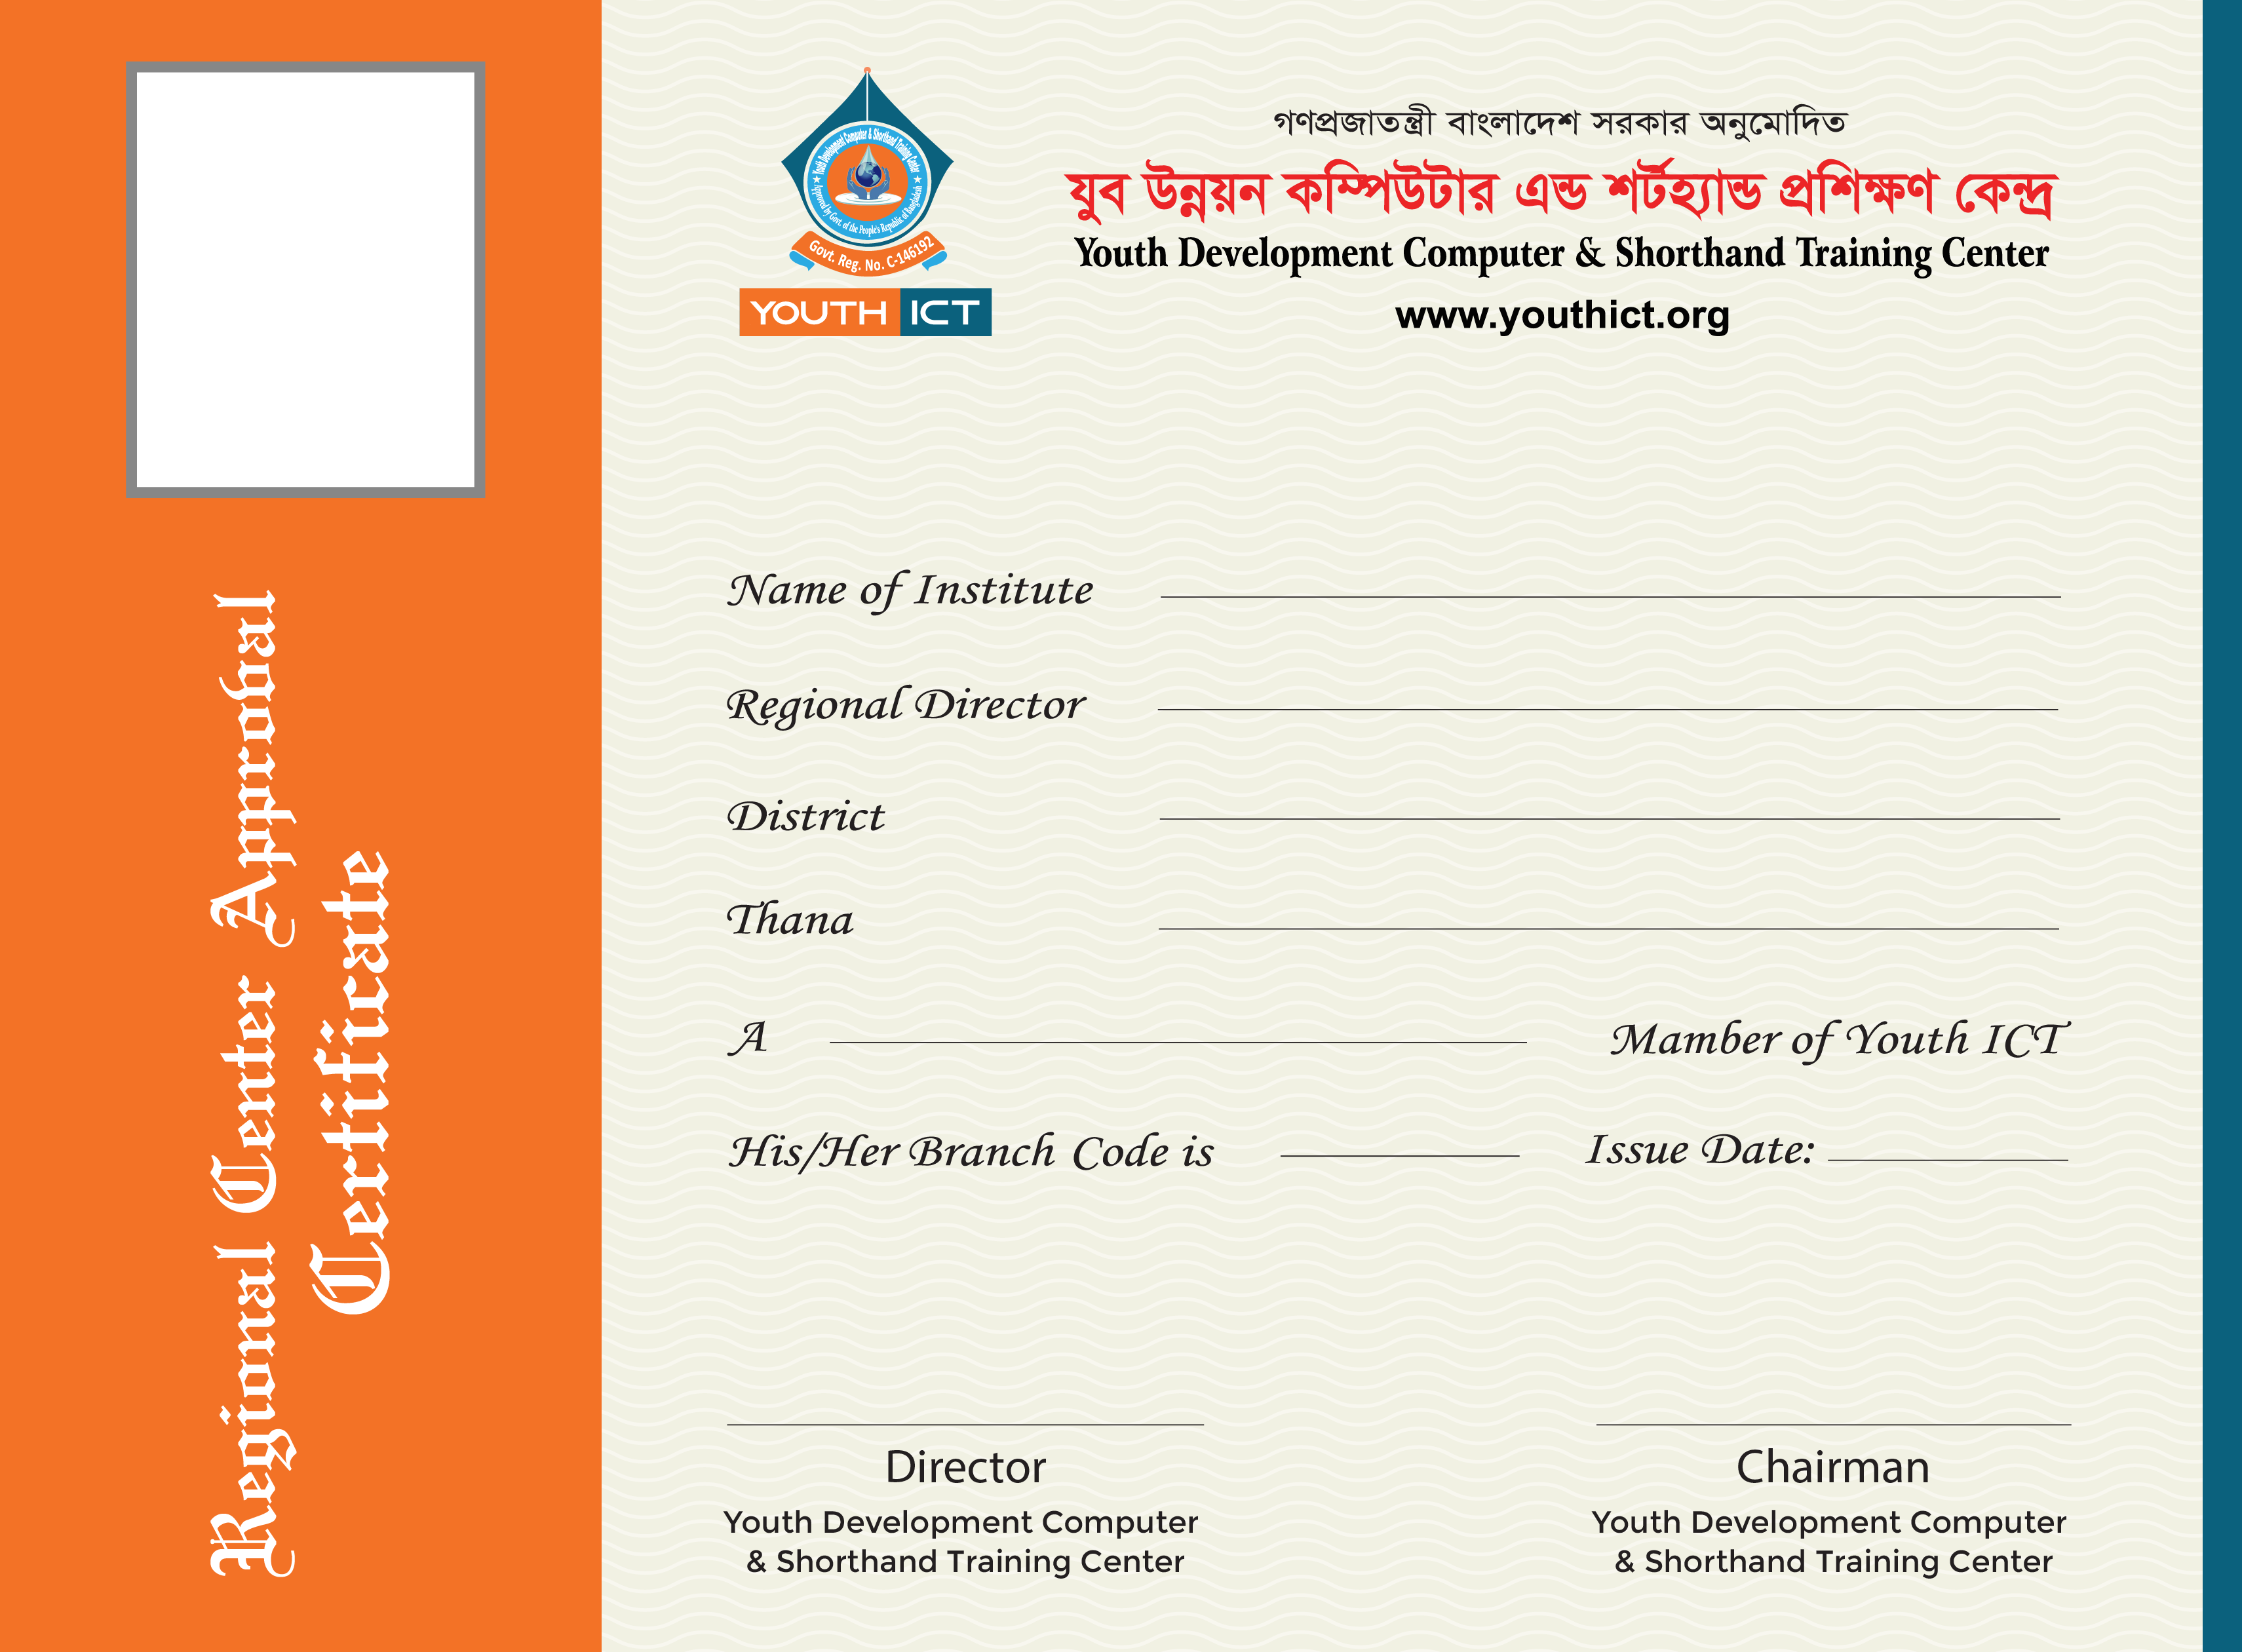 Regional Center Approval
Certificate
Youth Development Computer & Shorthand Training Center
Approved by Govt. of the People's Republic of Bangladesh
Govt. Reg. No. C-146192
YOUTH ICT
গণপ্রজাতন্ত্রী বাংলাদেশ সরকার অনুমোদিত
যুব উন্নয়ন কম্পিউটার এন্ড শর্টহ্যান্ড প্রশিক্ষণ কেন্দ্র
Youth Development Computer & Shorthand Training Center
www.youthict.org
Name of Institute
Regional Director
District
Thana
A Mamber of Youth ICT
His/Her Branch Code is Issue Date:
Director
Youth Development Computer
& Shorthand Training Center
Chairman
Youth Development Computer
& Shorthand Training Center